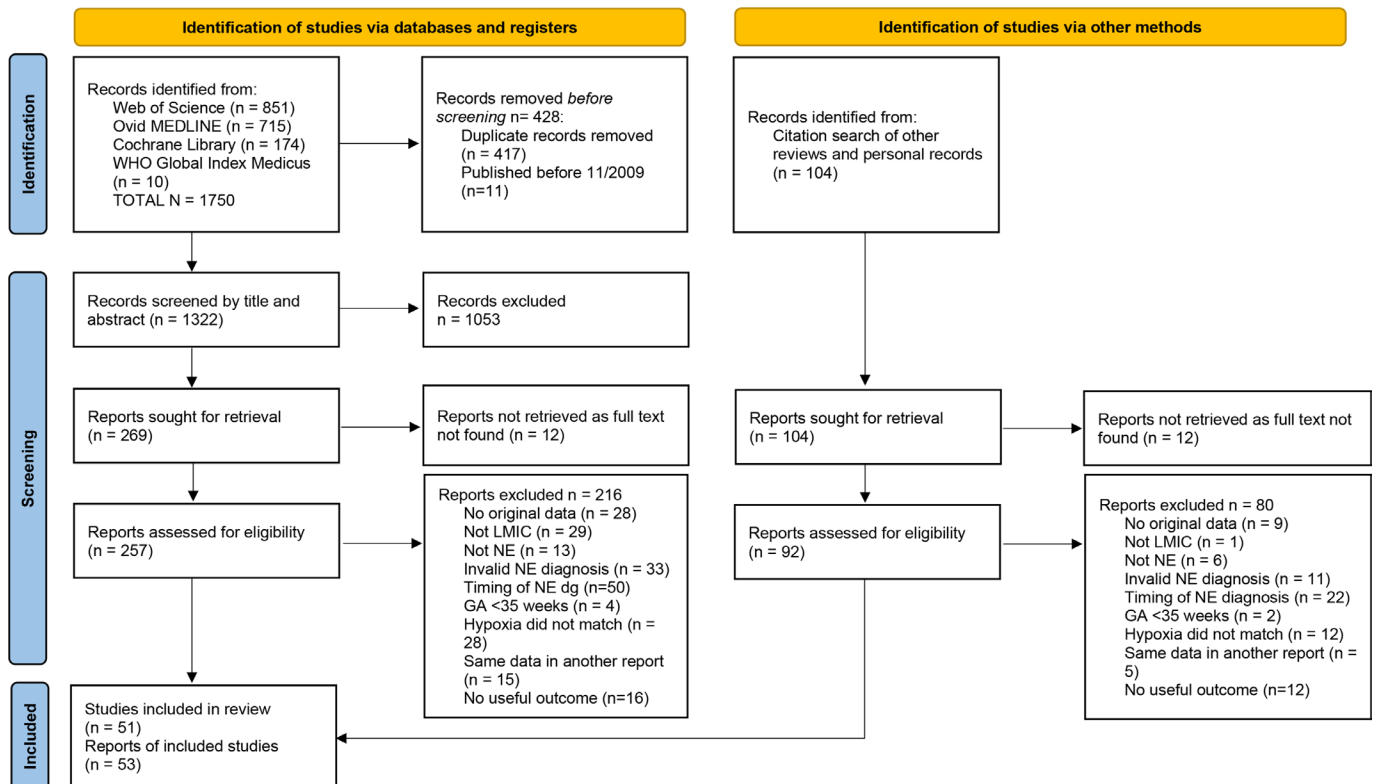 Identification of studies via databases and registers
Identification of studies via other methods
Identification
Records identified from:
Web of Science (n = 851)
Ovid MEDLINE (n = 715)
Cochrane Library (n = 174)
WHO Global Index Medicus
(n = 10)
TOTAL N = 1750
Records removed before
screening n= 428:
Duplicate records removed
(n = 417)
Published before 11/2009
(n=11)
Records identified from:
Citation search of other
reviews and personal records
(n = 104)
Screening
Records screened by title and
abstract (n = 1322)
Records excluded
n = 1053
Reports sought for retrieval
(n = 269)
Reports not retrieved as full text
not found (n = 12)
Reports sought for retrieval
(n = 104)
Reports not retrieved as full text not
found (n = 12)
Reports assessed for eligibility
(n = 257)
Reports excluded n = 216
No original data (n = 28)
Not LMIC (n = 29)
Not NE (n = 13)
Invalid NE diagnosis (n = 33)
Timing of NE dg (n=50)
GA <35 weeks (n = 4)
Hypoxia did not match (n =
28)
Same data in another report
(n = 15)
No useful outcome (n=16)
Reports assessed for eligibility
(n = 92)
Reports excluded n = 80
No original data (n = 9)
Not LMIC (n = 1)
Not NE (n = 6)
Invalid NE diagnosis (n = 11)
Timing of NE diagnosis (n = 22)
GA <35 weeks (n = 2)
Hypoxia did not match (n = 12)
Same data in another report (n =
5)
No useful outcome (n=12)
Included
Studies included in review
(n = 51)
Reports of included studies
(n = 53)